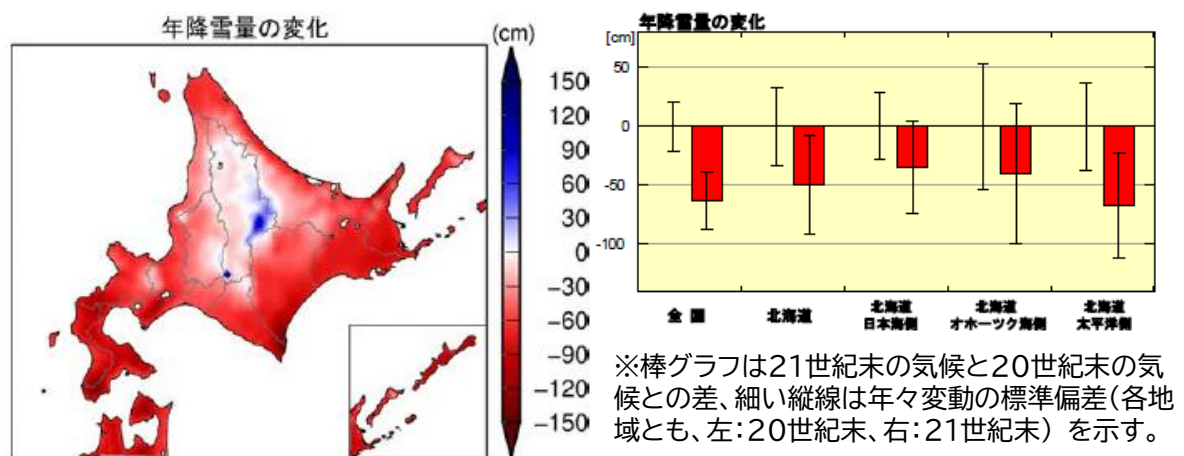 年降雪量の変化
(cm)
150
120
90
60
30
0
−30
−60
−90
−120
−150
年降雪量の変化
[cm]
50
0
-50
-100
全国
北海道
北海道
日本海側
北海道
オホーツク海側
北海道
太平洋側
※棒グラフは21世紀末の気候と20世紀末の気
候との差、細い縦線は年々変動の標準偏差(各地
域とも、左:20世紀末、右:21世紀末) を示す。